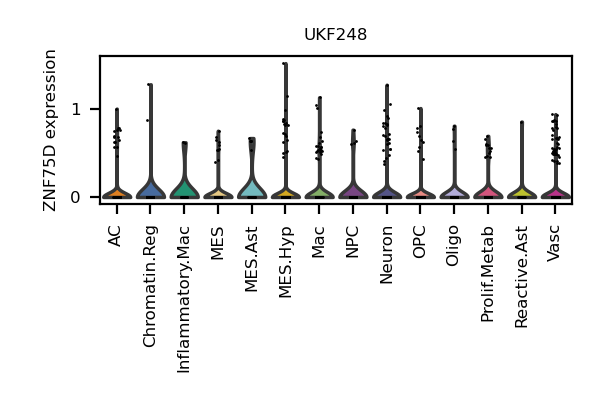 UKF248
ZNF75D expression
1
0
AC
Chromatin.Reg
Inflammatory.Mac
MES
MES.Ast
MES.Hyp
Mac
NPC
Neuron
OPC
Oligo
Prolif.Metab
Reactive.Ast
Vasc